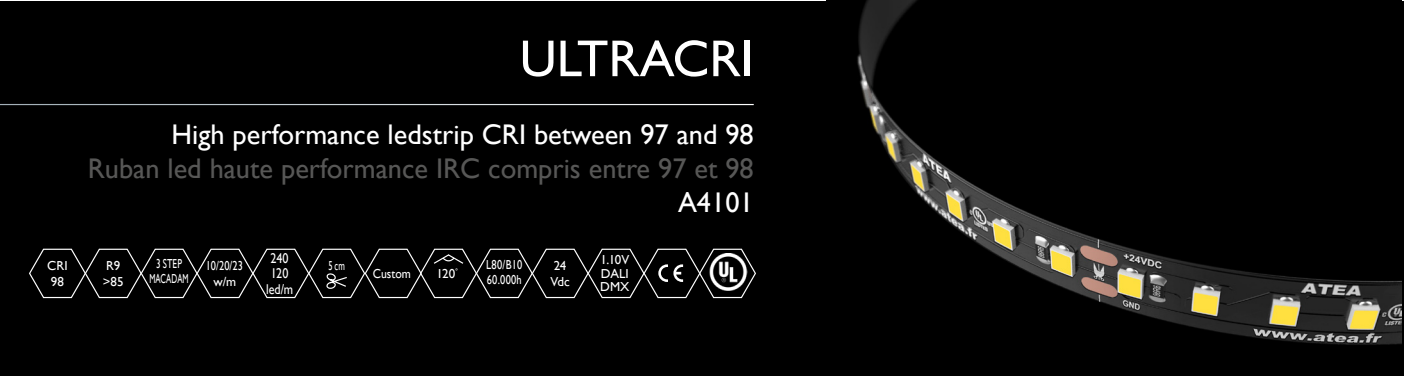 ULTRACRI
High performance ledstrip CRI between 97 and 98
Ruban led haute performance IRC compris entre 97 et 98
A4101
CRI
98
R9
>85
3 STEP
MACADAM
10/20/23
w/m
240
120
led/m
5 cm
Custom
120°
L80/B10
60.000h
24
Vdc
1.10V
DALI
DMX
CE
UL
ATEA
www.atea.fr
+24VDC
GND
ATEA
www.atea.fr